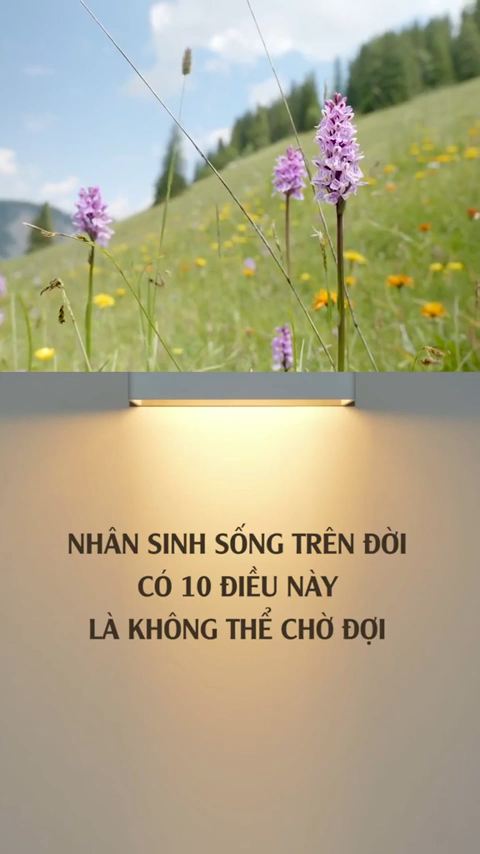 NHÂN SINH SỐNG TRÊN ĐỜI
CÓ 10 ĐIỀU NÀY
LÀ KHÔNG THỂ CHỜ ĐỢI